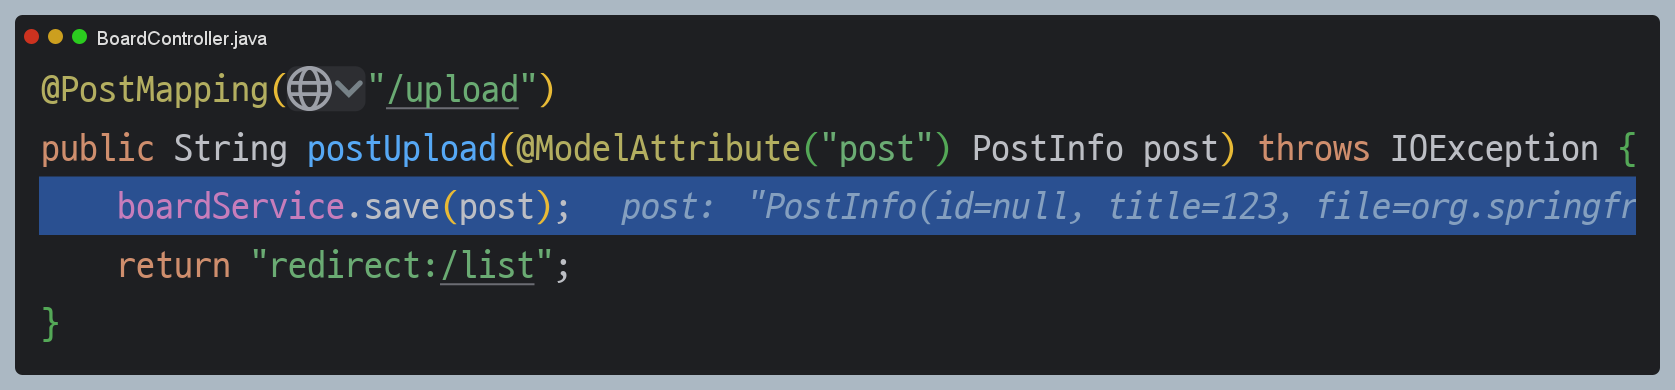 BoardController.java
@PostMapping("/upload")
public String postUpload(@ModelAttribute("post") PostInfo post) throws IOException {
boardService.save(post); post: "PostInfo(id=null, title=123, file=org.springfr
return "redirect:/list";
}